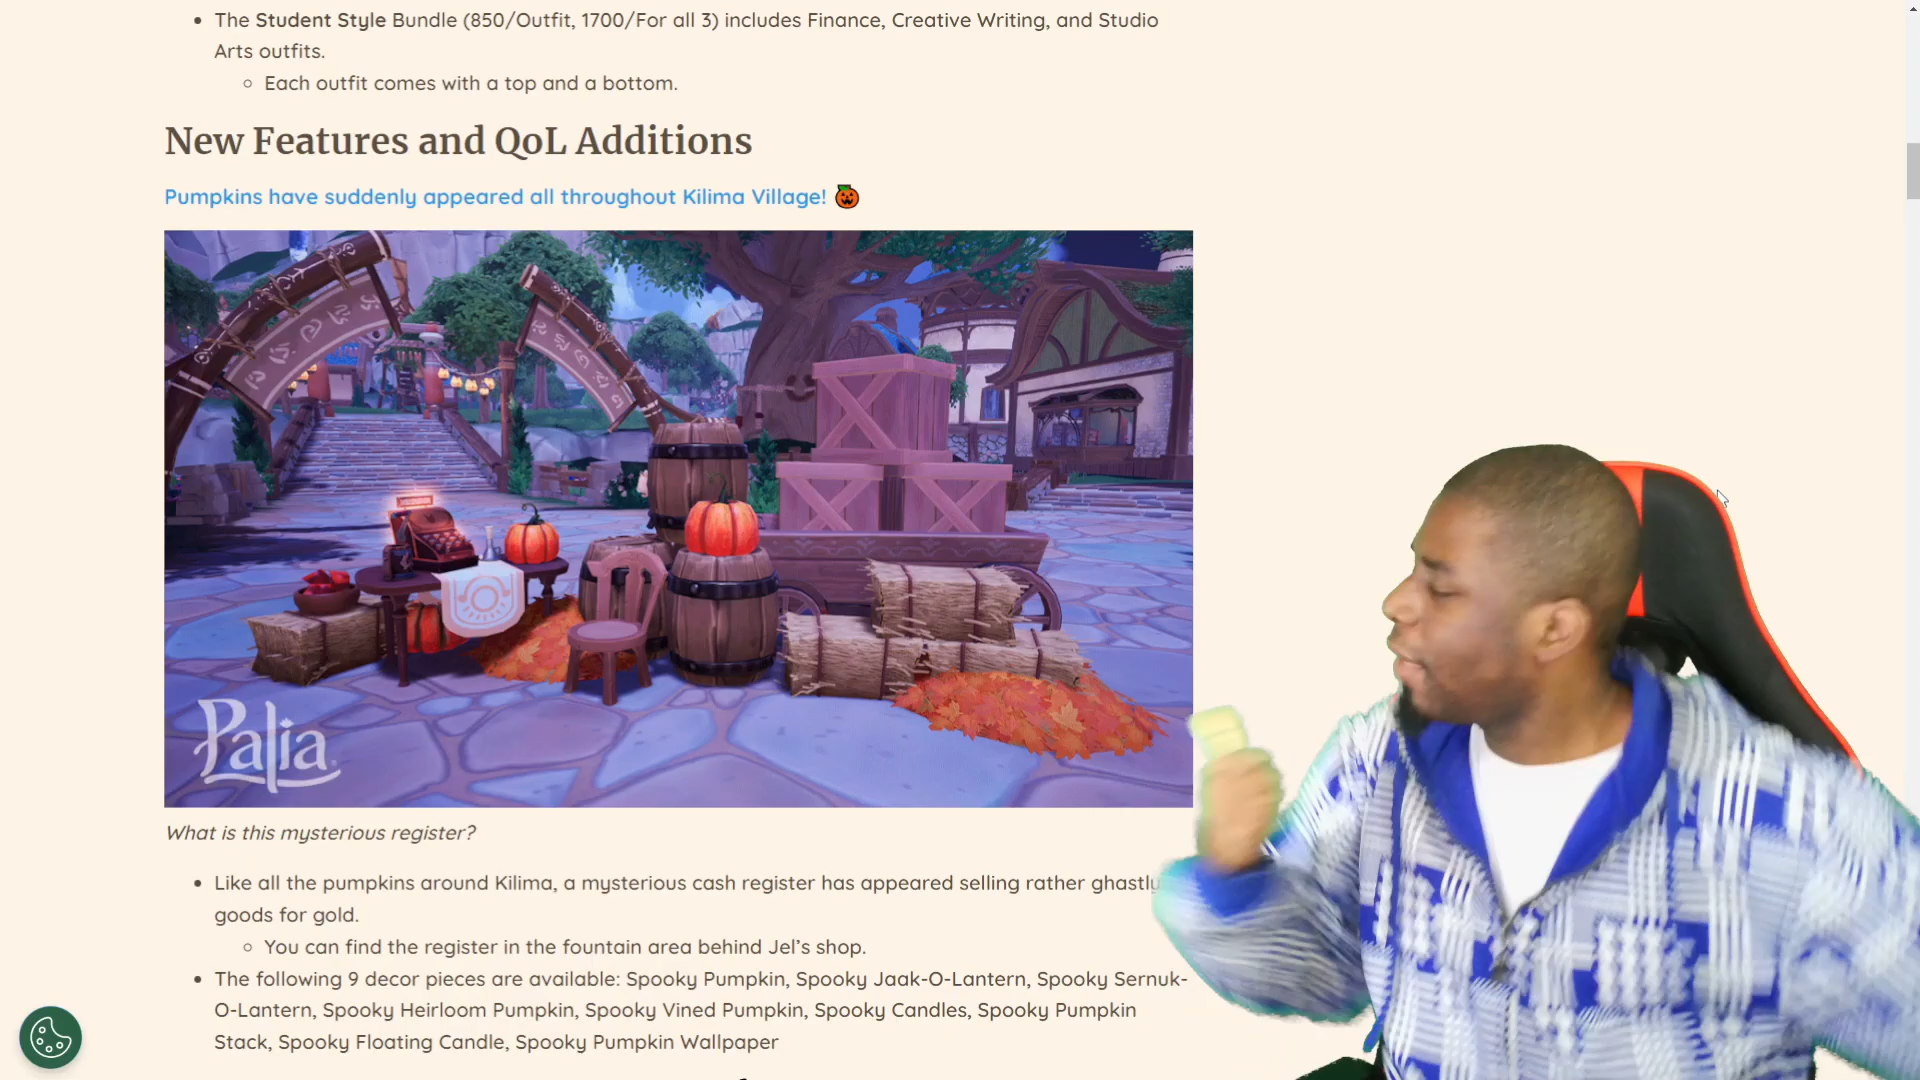 The Student Style Bundle (850/Outfit, 1700/For all 3) includes Finance, Creative Writing, and Studio
Arts outfits.
Each outfit comes with a top and a bottom.
New Features and QoL Additions
Pumpkins have suddenly appeared all throughout Kilima Village! 🎃
Palia
What is this mysterious register?
Like all the pumpkins around Kilima, a mysterious cash register has appeared selling rather ghastly
goods for gold.
You can find the register in the fountain area behind Jel's shop.
The following 9 decor pieces are available: Spooky Pumpkin, Spooky Jaak-O-Lantern, Spooky Sernuk-
O-Lantern, Spooky Heirloom Pumpkin, Spooky Vined Pumpkin, Spooky Candles, Spooky Pumpkin
Stack, Spooky Floating Candle, Spooky Pumpkin Wallpaper